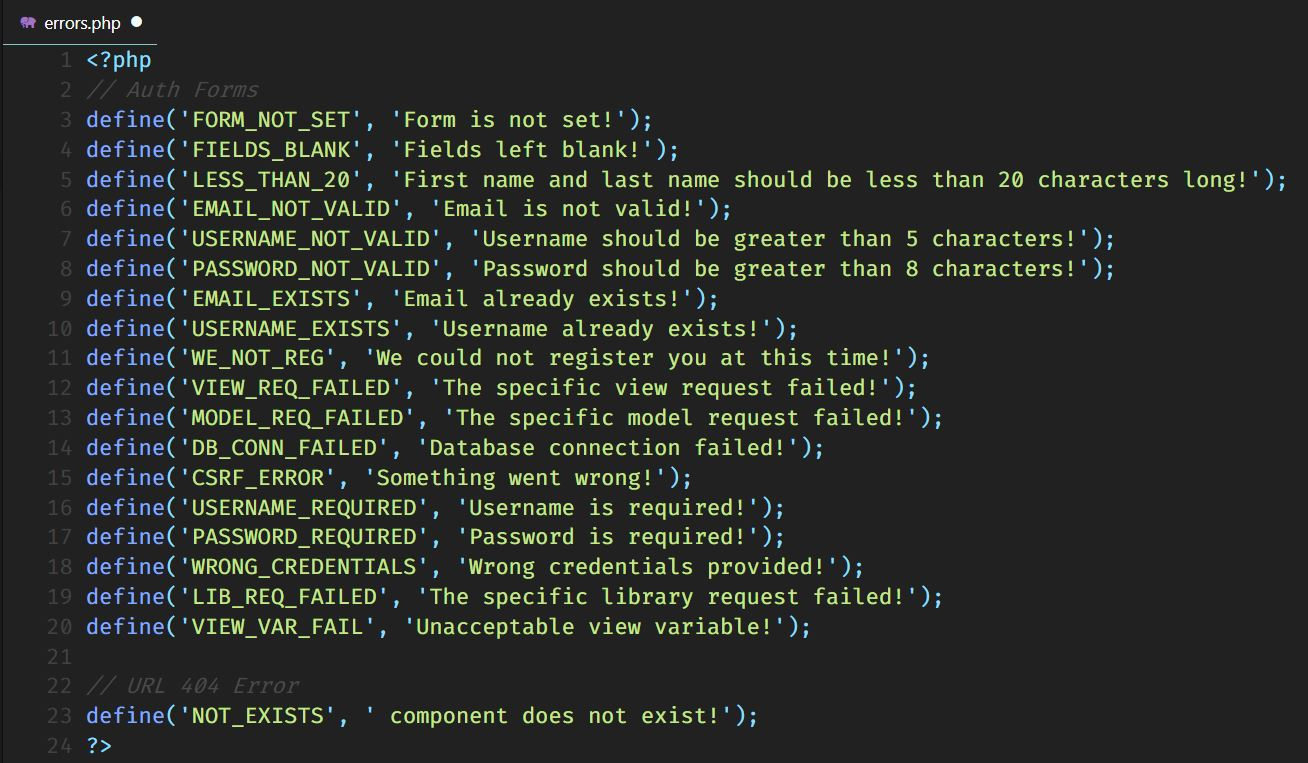 errors.php
1 <?php
2 // Auth Forms
3 define('FORM_NOT_SET', 'Form is not set!');
4 define('FIELDS_BLANK', 'Fields left blank!');
5 define('LESS_THAN_20', 'First name and last name should be less than 20 characters long!');
6 define('EMAIL_NOT_VALID', 'Email is not valid!');
7 define('USERNAME_NOT_VALID', 'Username should be greater than 5 characters!');
8 define('PASSWORD_NOT_VALID', 'Password should be greater than 8 characters!');
9 define('EMAIL_EXISTS', 'Email already exists!');
10 define('USERNAME_EXISTS', 'Username already exists!');
11 define('WE_NOT_REG', 'We could not register you at this time!');
12 define('VIEW_REQ_FAILED', 'The specific view request failed!');
13 define('MODEL_REQ_FAILED', 'The specific model request failed!');
14 define('DB_CONN_FAILED', 'Database connection failed!');
15 define('CSRF_ERROR', 'Something went wrong!');
16 define('USERNAME_REQUIRED', 'Username is required!');
17 define('PASSWORD_REQUIRED', 'Password is required!');
18 define('WRONG_CREDENTIALS', 'Wrong credentials provided!');
19 define('LIB_REQ_FAILED', 'The specific library request failed!');
20 define('VIEW_VAR_FAIL', 'Unacceptable view variable!');
21
22 // URL 404 Error
23 define('NOT_EXISTS', ' component does not exist!');
24 ?>